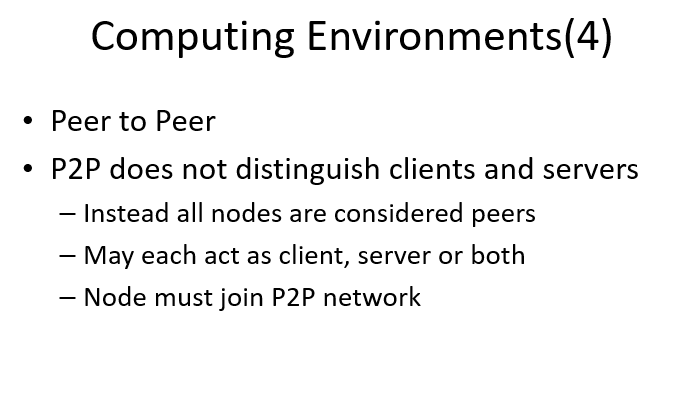 Computing Environments(4)
• Peer to Peer
• P2P does not distinguish clients and servers
– Instead all nodes are considered peers
– May each act as client, server or both
– Node must join P2P network